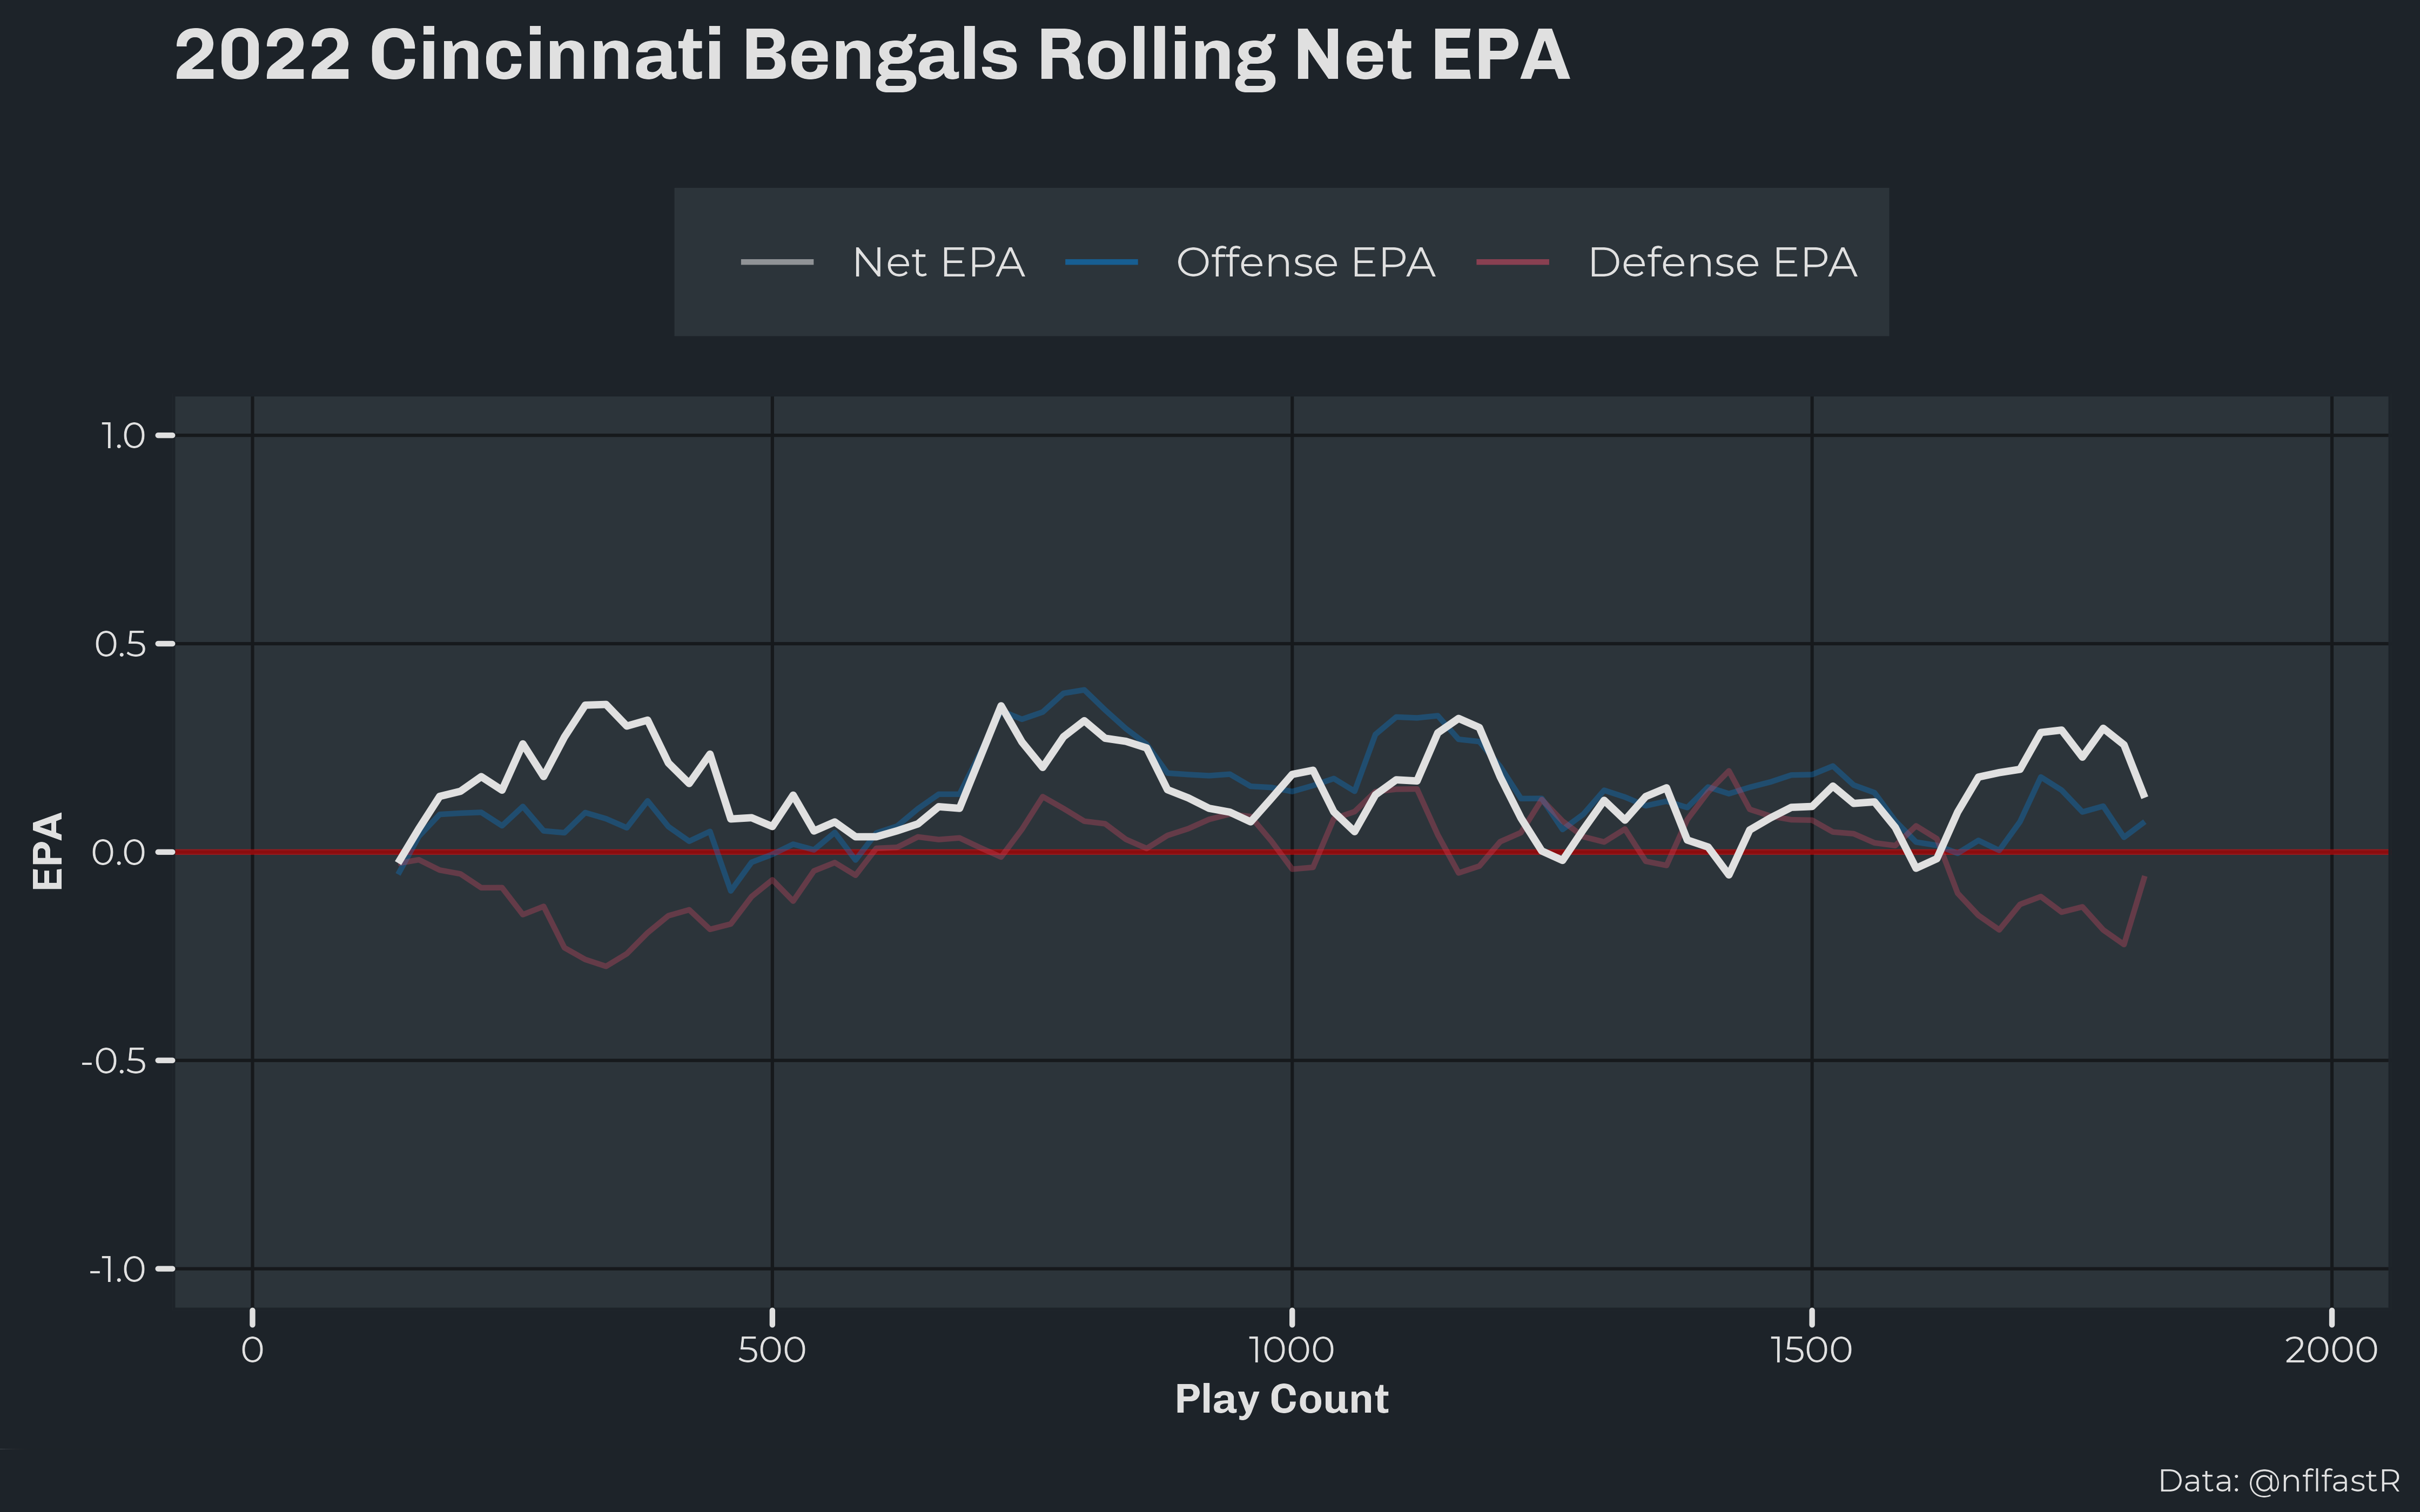 2022 Cincinnati Bengals Rolling Net EPA
Net EPA Offense EPA Defense EPA
1.0
0.5
0.0
-0.5
-1.0
EPA
0 500 1000 1500 2000
Play Count
Data: @nflfastR